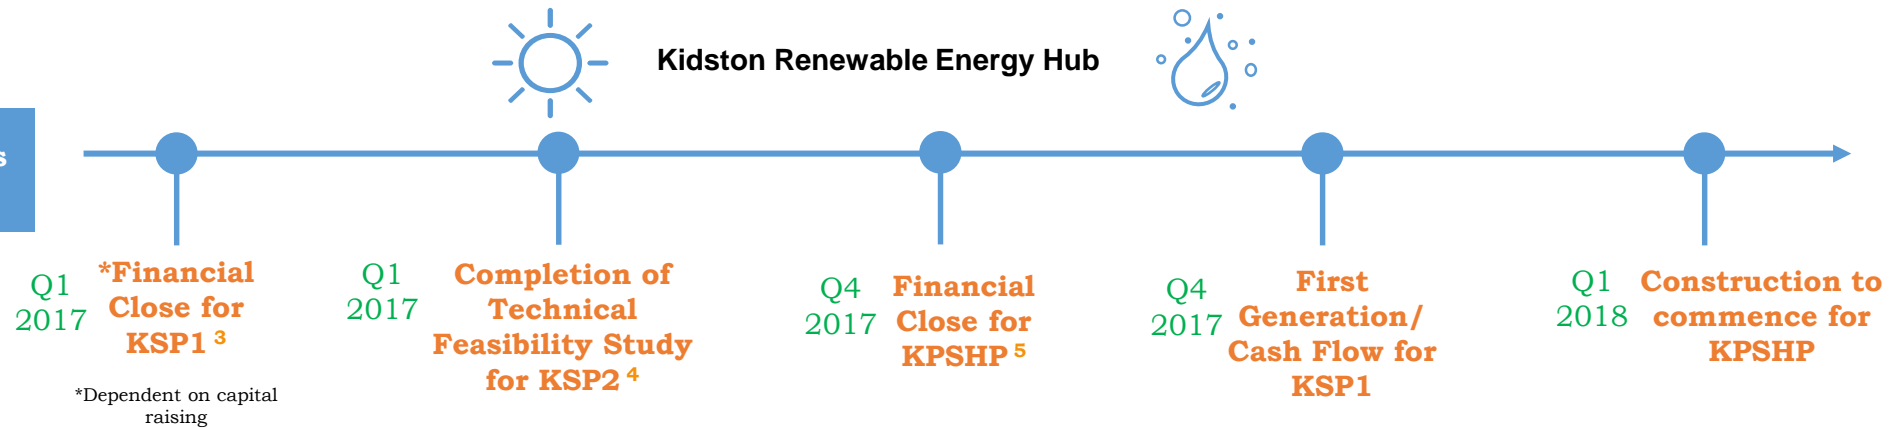 Kidston Renewable Energy Hub
s
Q1
2017
*Financial
Close for
KSP1 3
*Dependent on capital
raising
Q1
2017
Completion of
Technical
Feasibility Study
for KSP2 4
Q4
2017
Financial
Close for
KPSHP 5
Q4
2017
First
Generation/
Cash Flow for
KSP1
Q1
2018
Construction to
commence for
KPSHP